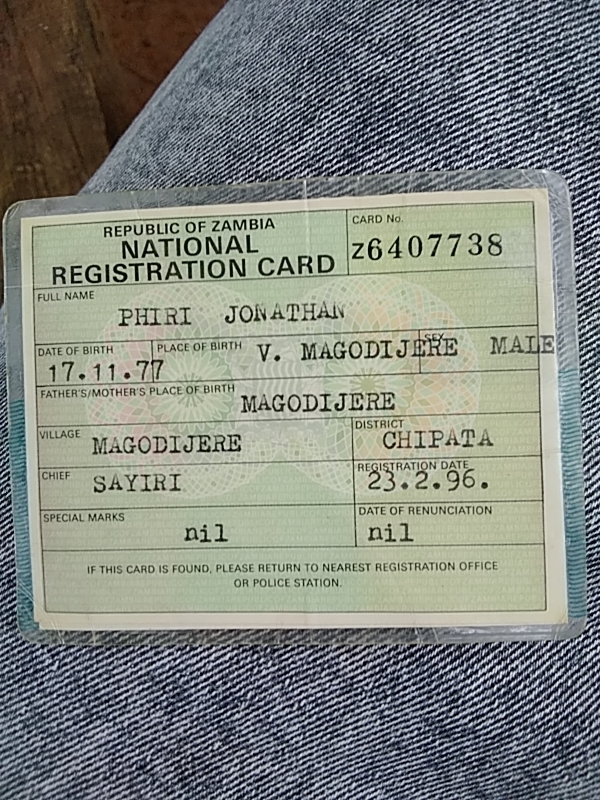 REPUBLIC OF ZAMBIA
NATIONAL
REGISTRATION CARD
CARD No.
Z6407738
FULL NAME
PHIRI JONATHAN
DATE OF BIRTH
17.11.77
PLACE OF BIRTH
V. MAGODIJERE
SEX
MALE
FATHER'S/MOTHER'S PLACE OF BIRTH
MAGODIJERE
VILLAGE
MAGODIJERE
DISTRICT
CHIPATA
CHIEF
SAYIRI
REGISTRATION DATE
23.2.96.
SPECIAL MARKS
nil
DATE OF RENUNCIATION
nil
IF THIS CARD IS FOUND, PLEASE RETURN TO NEAREST REGISTRATION OFFICE
OR POLICE STATION.